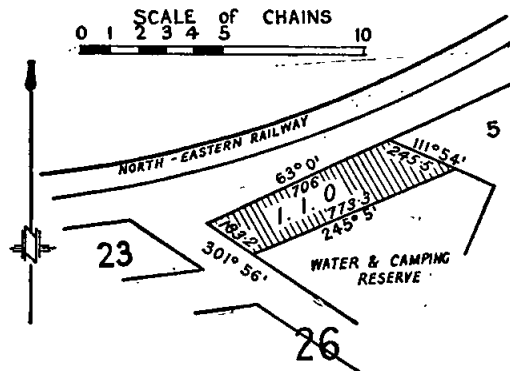 SCALE of CHAINS
0 1 2 3 4 5 10
NORTH-EASTERN RAILWAY
5
63° 0'
706
111° 54'
245·5
1.1.0
773·3
245° 5'
183·2
301° 56'
23
WATER & CAMPING
RESERVE
26